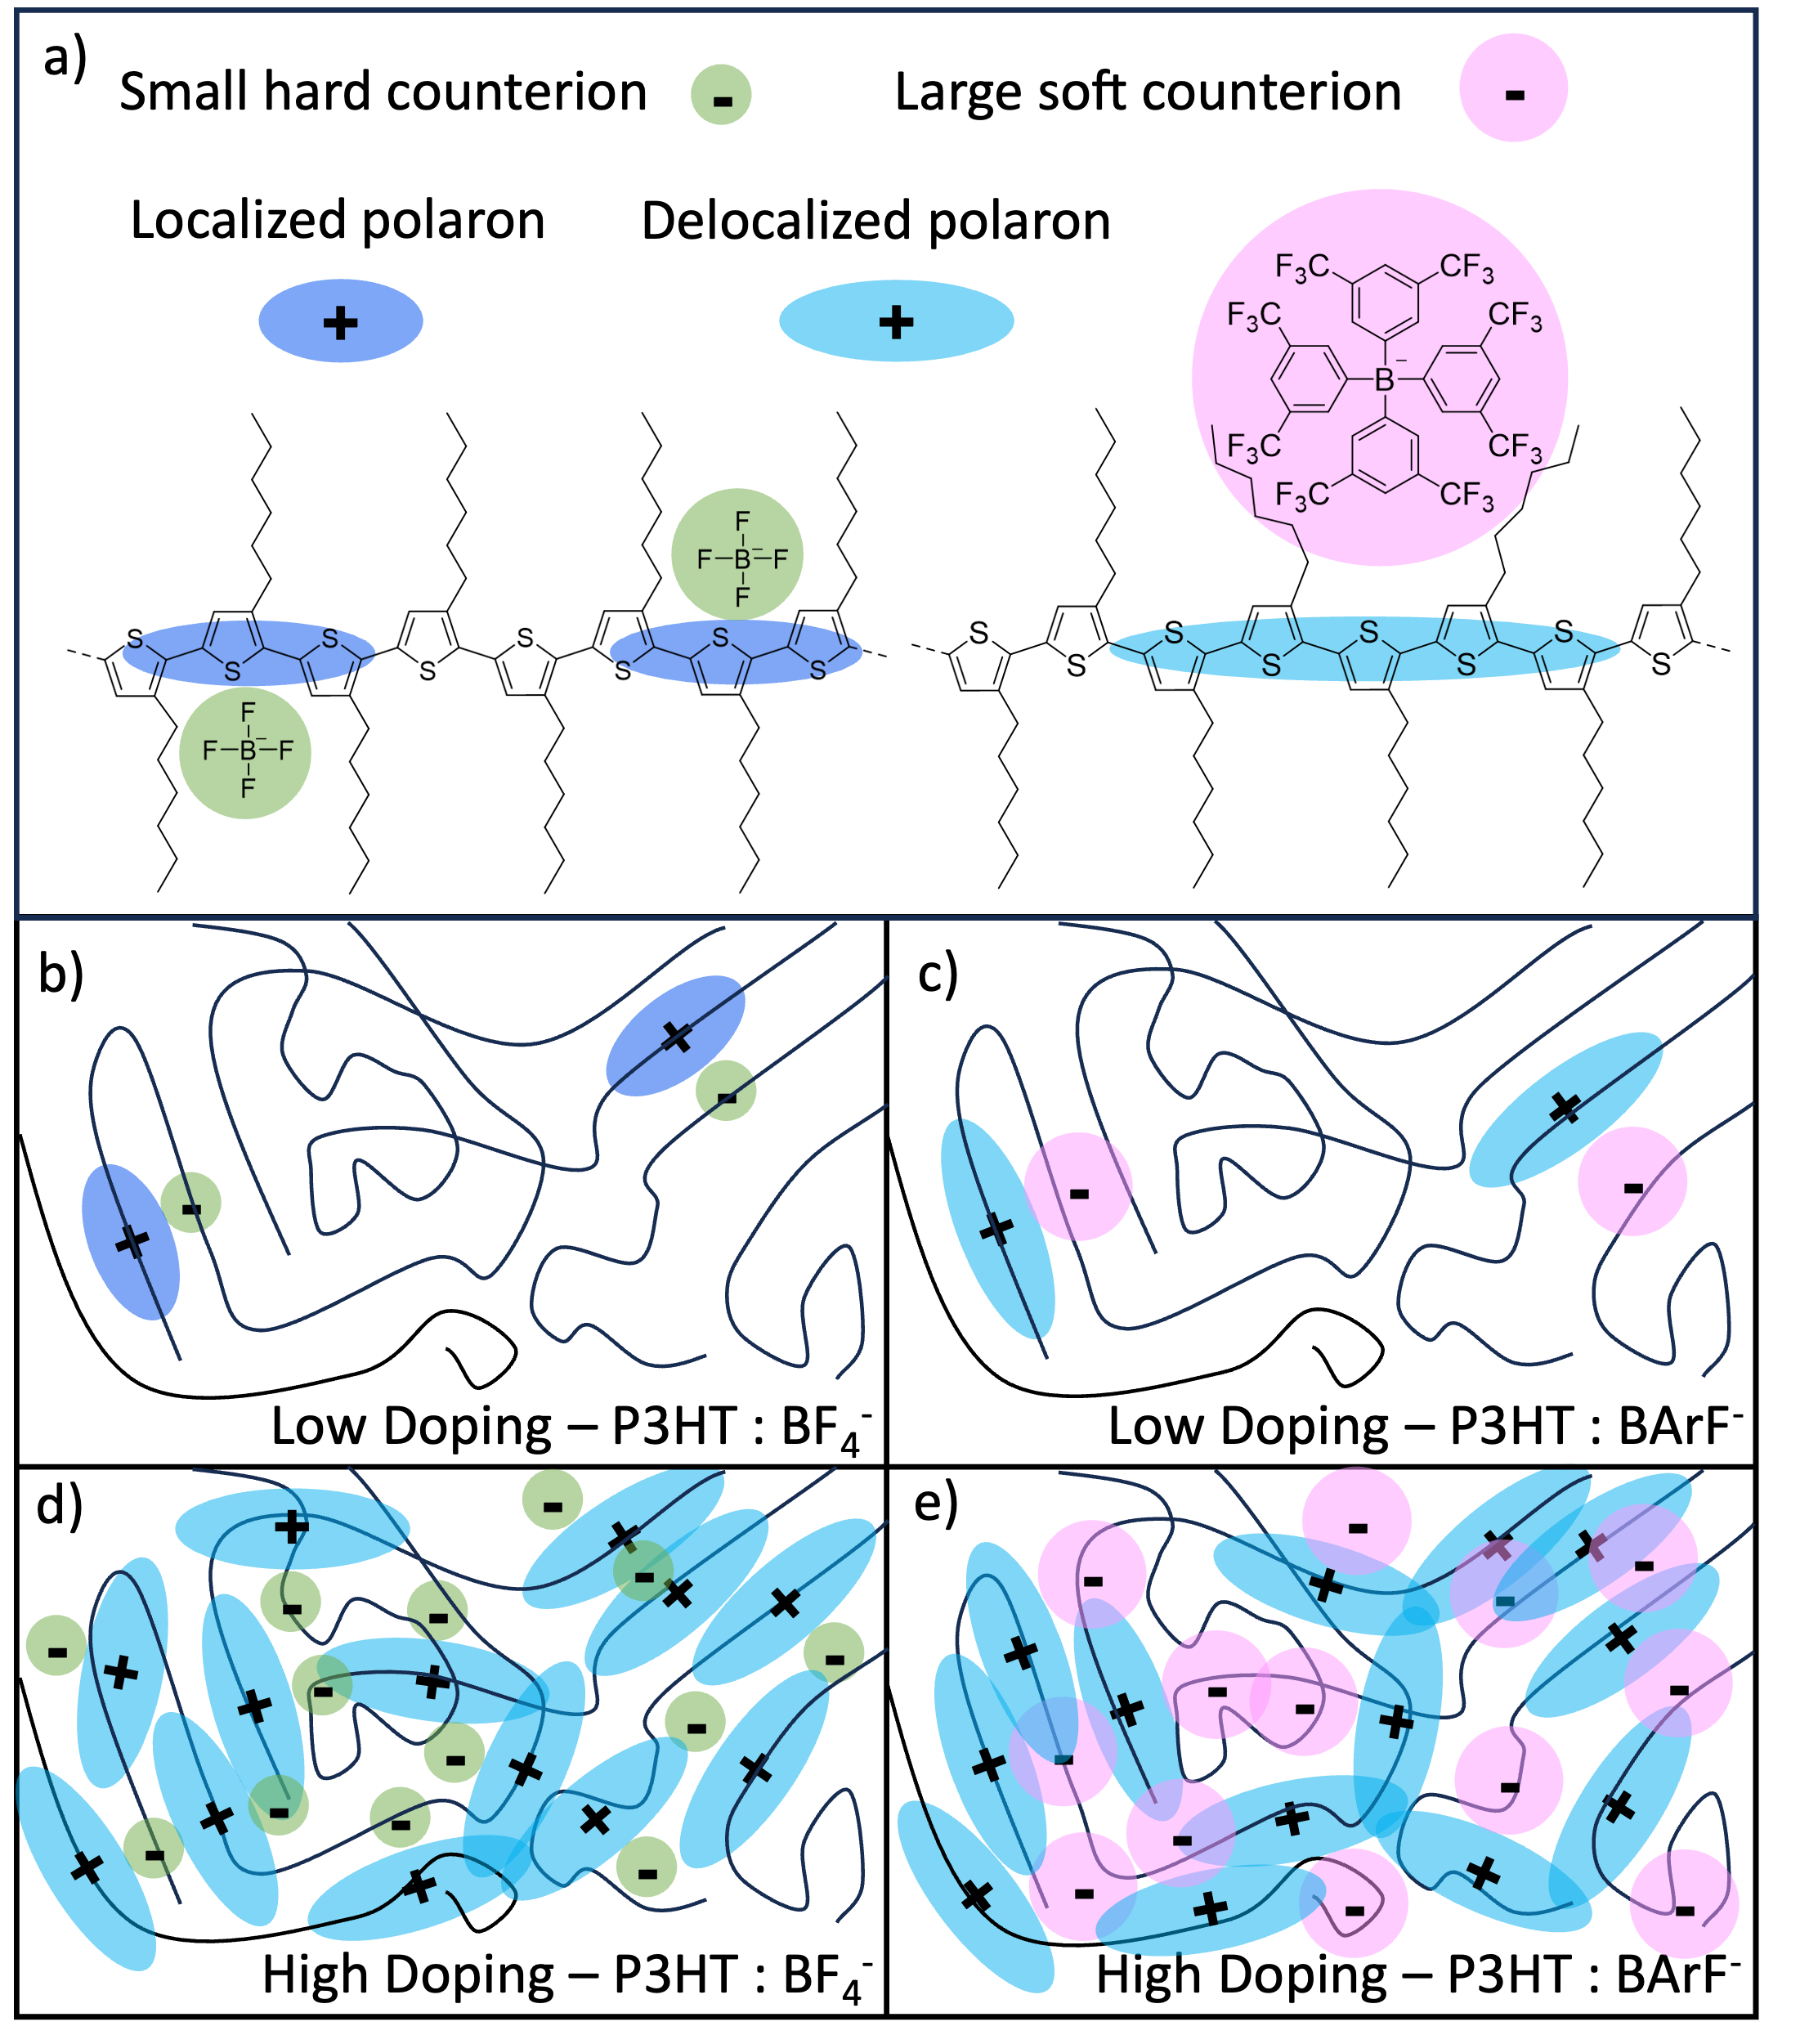 a)
Small hard counterion
-
Large soft counterion
-
Localized polaron
Delocalized polaron
+
+
F₃C CF₃
F₃C CF₃
B⁻
F₃C CF₃
F₃C CF₃
F
F B⁻ F
F
S S S S S S S S
S S S S S S S S
F
F B⁻ F
F
b)
+
-
+
-
Low Doping – P3HT : BF₄⁻
c)
+
-
+
-
Low Doping – P3HT : BArF⁻
d)
- + + - + + - - + - + - + - - + + + - + - - + - +
High Doping – P3HT : BF₄⁻
e)
- + + - - + - + + - - + - + + - + - + - + + - + - -
High Doping – P3HT : BArF⁻